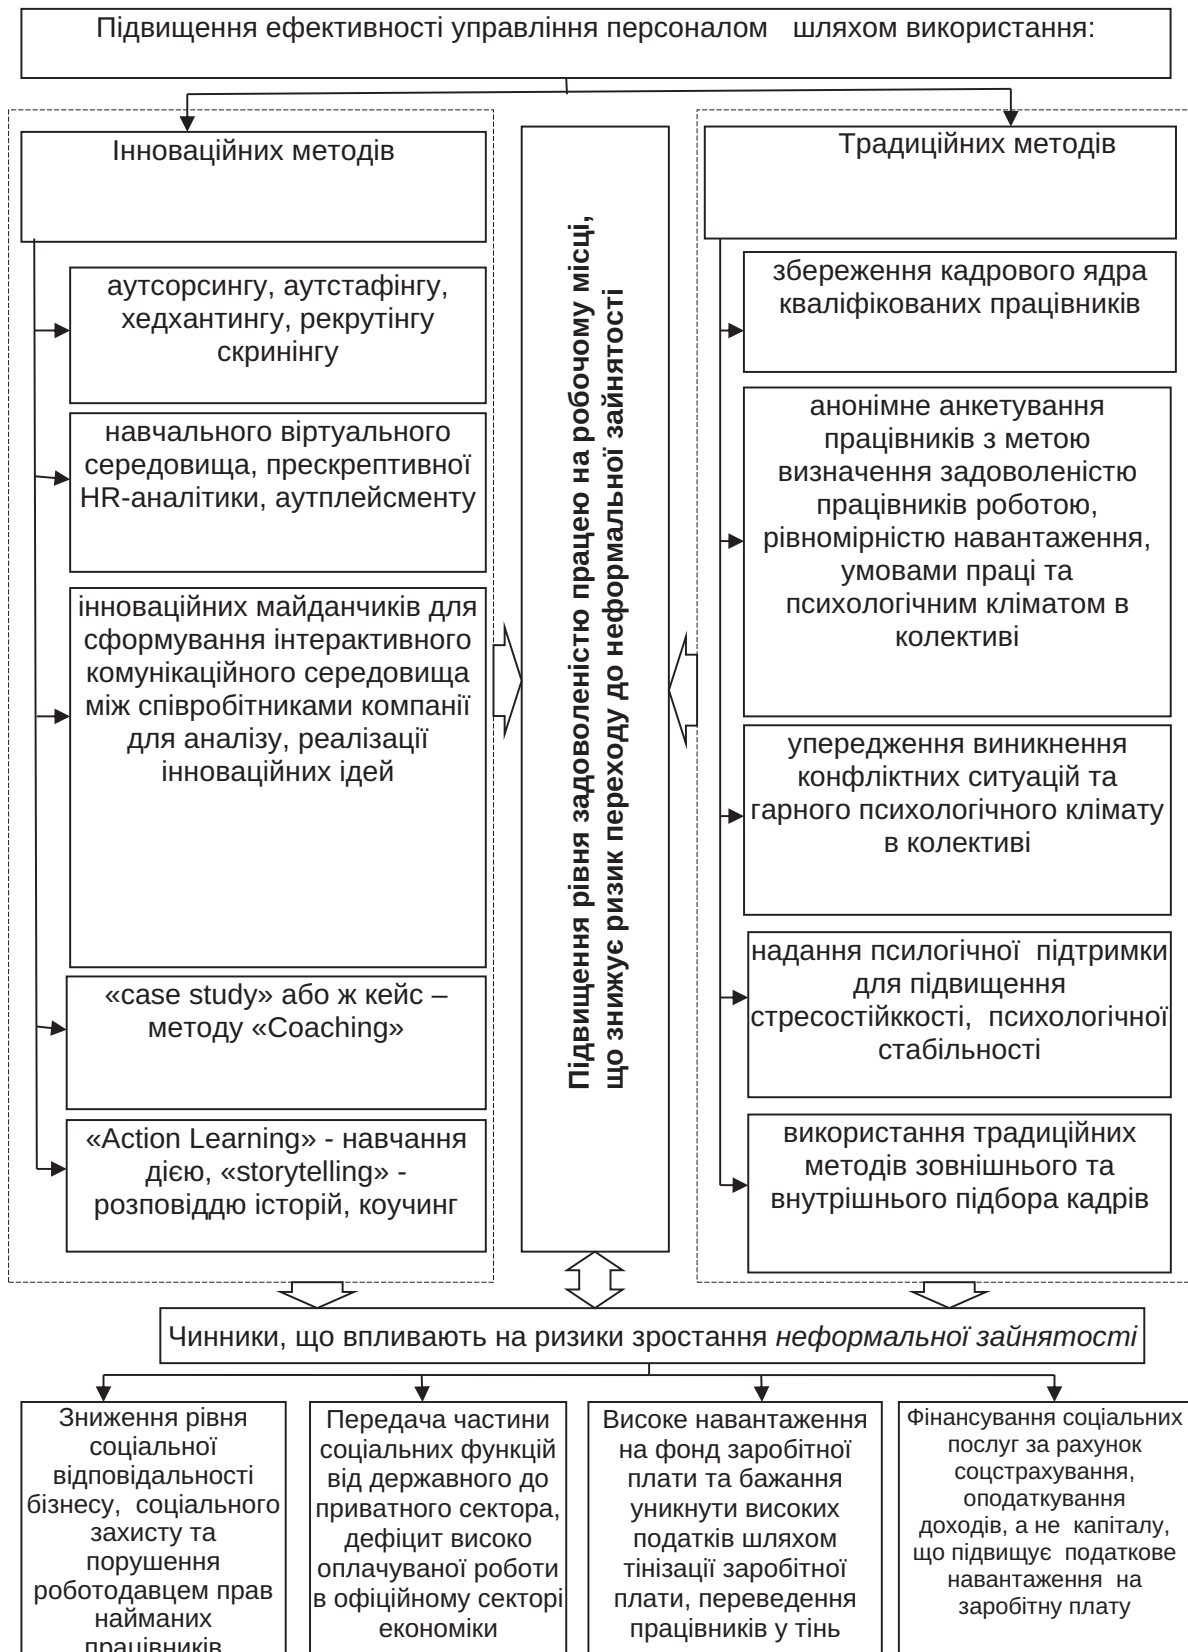 Підвищення ефективності управління персоналом шляхом використання:
Інноваційних методів
аутсорсингу, аутстафінгу,
хедхантингу, рекрутінгу
скринінгу
навчального віртуального
середовища, прескрептивної
HR-аналітики, аутплейсменту
інноваційних майданчиків для
сформування інтерактивного
комунікаційного середовища
між співробітниками компанії
для аналізу, реалізації
інноваційних ідей
«case study» або ж кейс –
методу «Coaching»
«Action Learning» - навчання
дією, «storytelling» -
розповіддю історій, коучинг
Підвищення рівня задоволеністю працею на робочому місці,
що знижує ризик переходу до неформальної зайнятості
Традиційних методів
збереження кадрового ядра
кваліфікованих працівників
анонімне анкетування
працівників з метою
визначення задоволеністю
працівників роботою,
рівномірністю навантаження,
умовами праці та
психологічним кліматом в
колективі
упередження виникнення
конфліктних ситуацій та
гарного психологічного клімату
в колективі
надання псилогічної підтримки
для підвищення
стресостійккості, психологічної
стабільності
використання традиційних
методів зовнішнього та
внутрішнього підбора кадрів
Чинники, що впливають на ризики зростання неформальної зайнятості
Зниження рівня
соціальної
відповідальності
бізнесу, соціального
захисту та
порушення
роботодавцем прав
найманих
працівників
Передача частини
соціальних функцій
від державного до
приватного сектора,
дефіцит високо
оплачуваної роботи
в офіційному секторі
економіки
Високе навантаження
на фонд заробітної
плати та бажання
уникнути високих
податків шляхом
тінізації заробітної
плати, переведення
працівників у тінь
Фінансування соціальних
послуг за рахунок
соцстрахування,
оподаткування
доходів, а не капіталу,
що підвищує податкове
навантаження на
заробітну плату